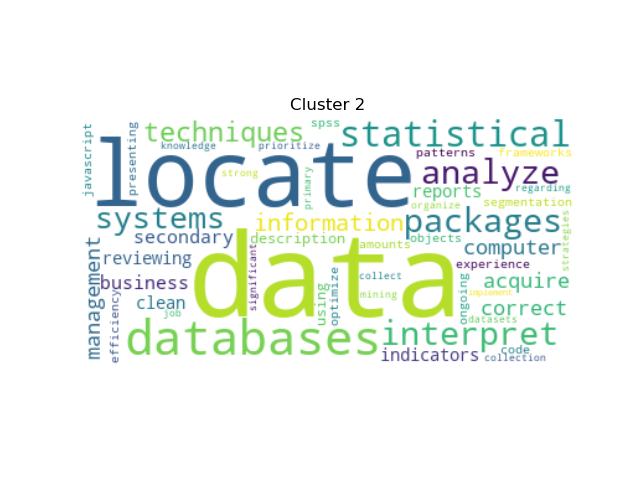 Cluster 2
javascript
presenting
techniques
spss
statistical
knowledge
prioritize
locate
strong
primary
patterns
frameworks
analyze
reports
regarding
organize
segmentation
systems
information
packages
strategies
secondary
description
amounts
objects
computer
management
reviewing
data
significant
experience
business
collect
ongoing
acquire
efficiency
clean
job
using
optimize
mining
implement
correct
datasets
databases
interpret
indicators
code
collection